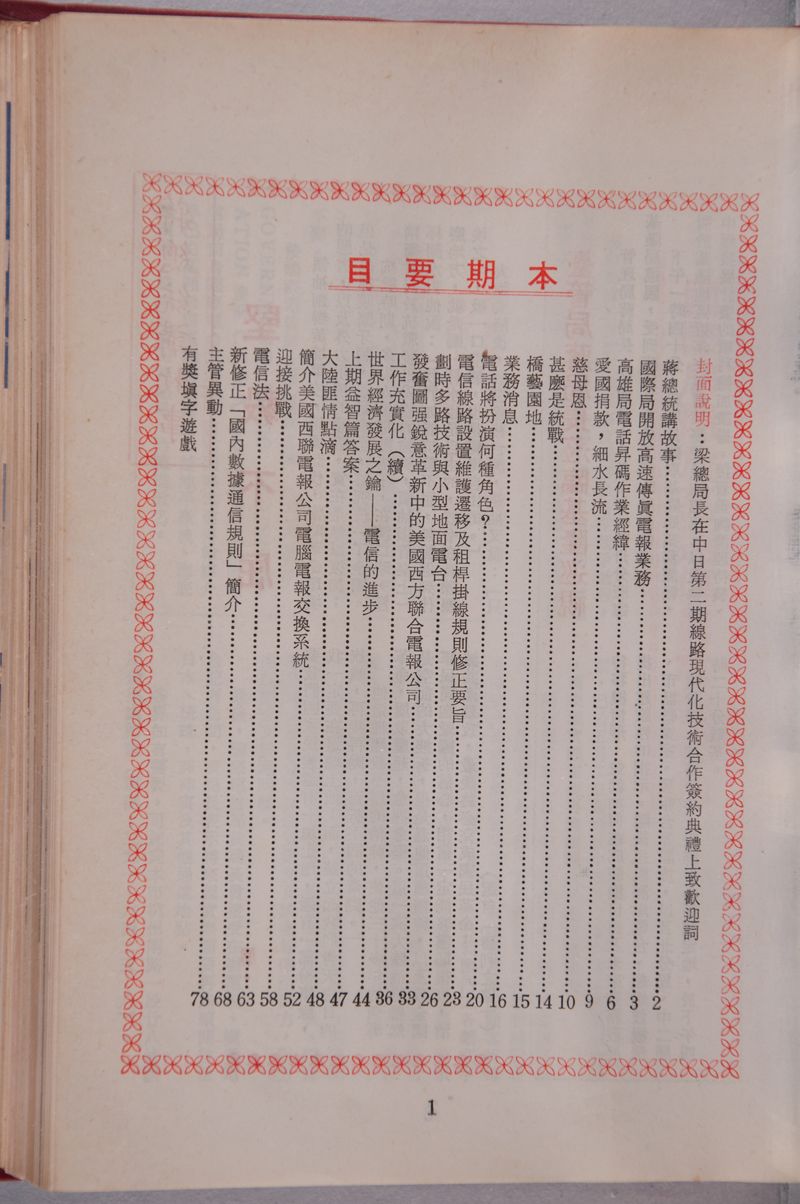 本期要目
封面說明：梁總局長在中日第二期線路現代化技術合作簽約典禮上致歡迎詞
蔣總統講故事……2
國際局開放高速傳眞電報業務……3
高雄局電話昇碼作業經緯……6
愛國捐款，細水長流……9
慈母恩……10
甚麼是統戰……14
橋藝園地……15
業務消息……16
電話將扮演何種角色？……20
電信線路設置維護遷移及租桿掛線規則修正要旨……23
劃時多路技術與小型地面電台……26
發奮圖强銳意革新中的美國西方聯合電報公司……33
工作充實化（續）……36
世界經濟發展之鑰——電信的進步……44
上期益智篇答案……47
大陸匪情點滴……48
簡介美國西聯電報公司電腦電報交換系統……52
迎接挑戰……58
電信法……63
新修正「國內數據通信規則」簡介……68
主管異動……78
有獎塡字遊戲
1